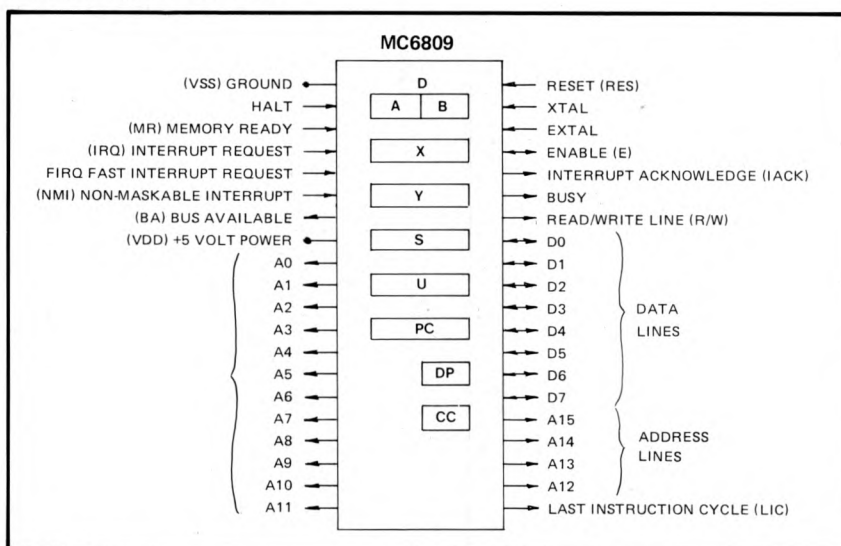 MC6809
(VSS) GROUND
HALT
(MR) MEMORY READY
(IRQ) INTERRUPT REQUEST
FIRQ FAST INTERRUPT REQUEST
(NMI) NON-MASKABLE INTERRUPT
(BA) BUS AVAILABLE
(VDD) +5 VOLT POWER
A0
A1
A2
A3
A4
A5
A6
A7
A8
A9
A10
A11
D
A B
X
Y
S
U
PC
DP
CC
RESET (RES)
XTAL
EXTAL
ENABLE (E)
INTERRUPT ACKNOWLEDGE (IACK)
BUSY
READ/WRITE LINE (R/W)
D0
D1
D2
D3
D4
D5
D6
D7
A15
A14
A13
A12
LAST INSTRUCTION CYCLE (LIC)
DATA
LINES
ADDRESS
LINES